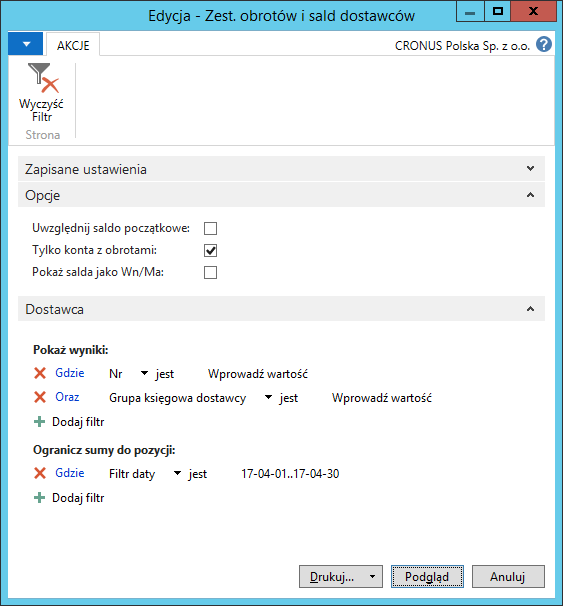 Edycja - Zest. obrotów i sald dostawców
AKCJE
CRONUS Polska Sp. z o.o. ?
Wyczyść
Filtr
Strona
Zapisane ustawienia
Opcje
Uwzględnij saldo początkowe:
Tylko konta z obrotami:
Pokaż salda jako Wn/Ma:
Dostawca
Pokaż wyniki:
Gdzie Nr jest Wprowadź wartość
Oraz Grupa księgowa dostawcy jest Wprowadź wartość
Dodaj filtr
Ogranicz sumy do pozycji:
Gdzie Filtr daty jest 17-04-01..17-04-30
Dodaj filtr
Drukuj... Podgląd Anuluj